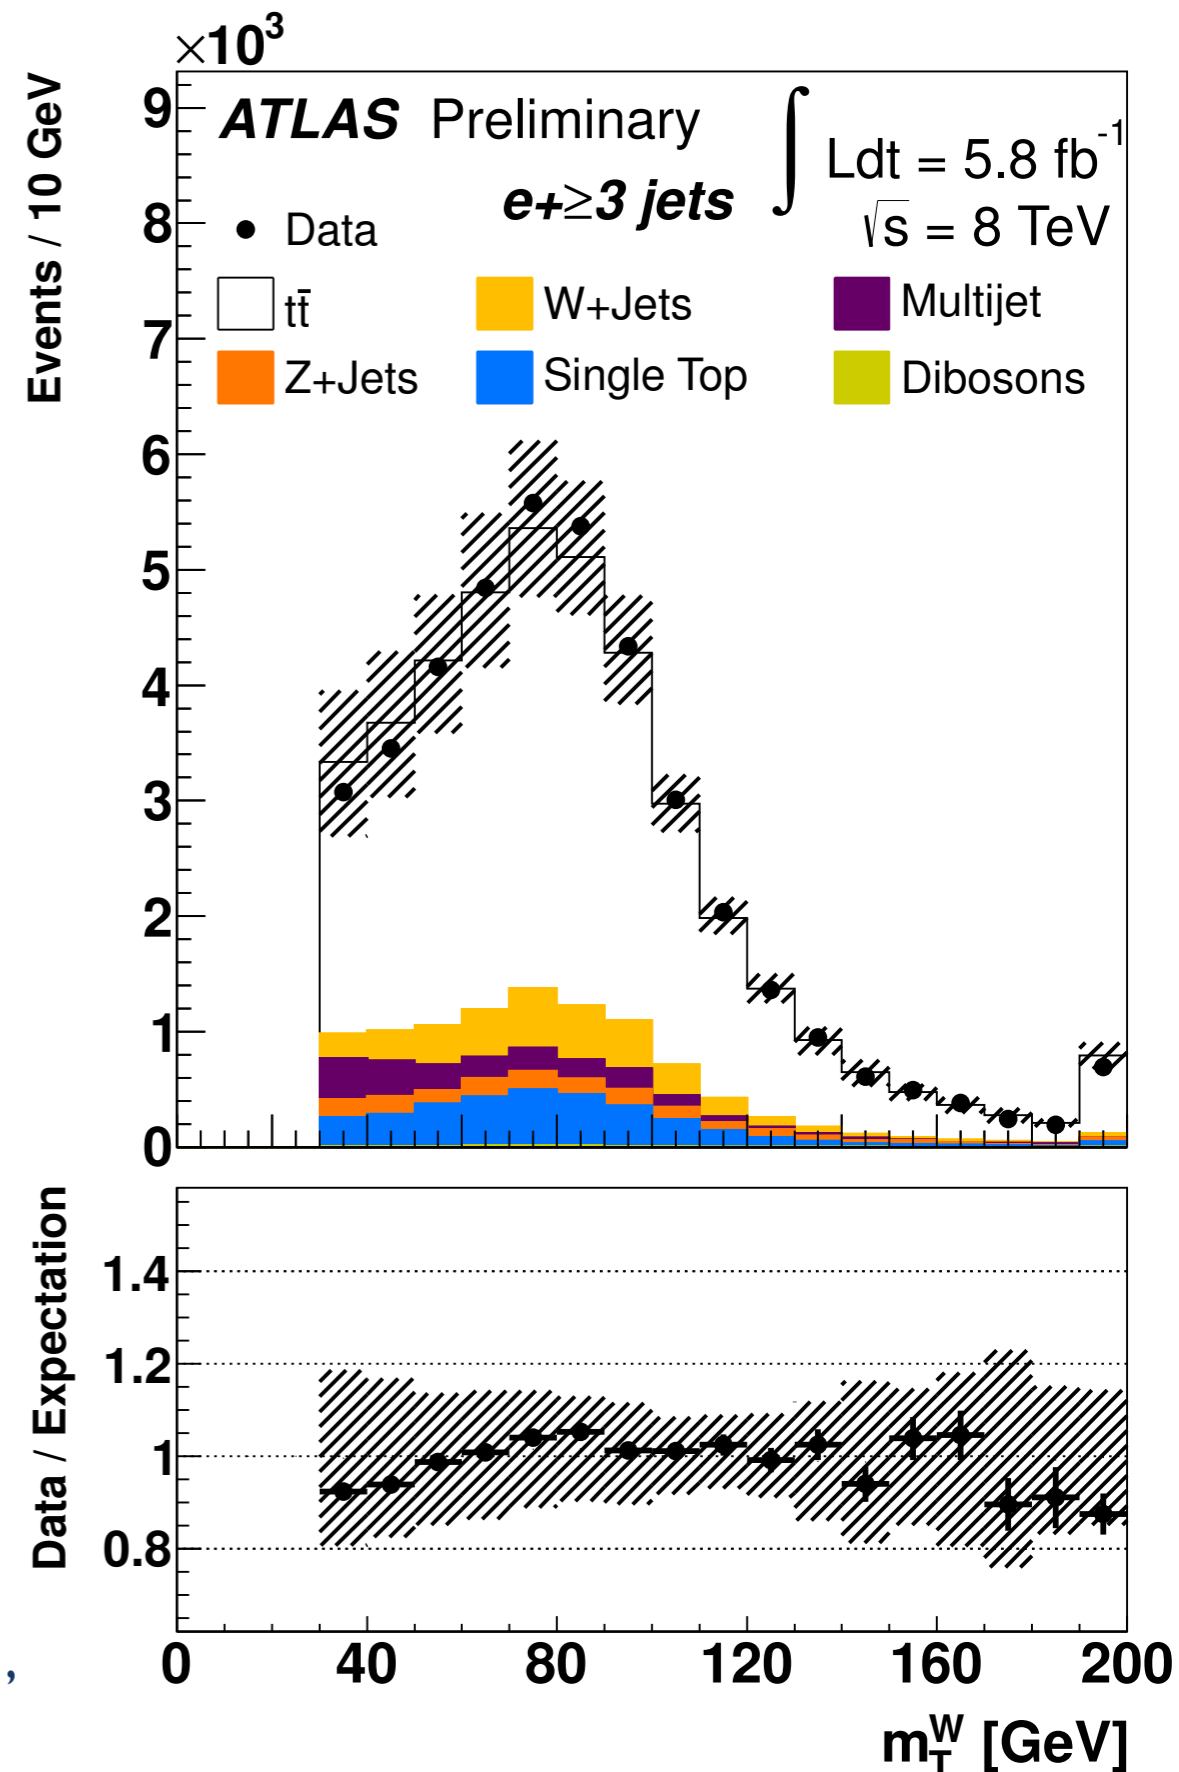 ×10³
Events / 10 GeV
9
8
7
6
5
4
3
2
1
0
ATLAS Preliminary
∫ Ldt = 5.8 fb⁻¹
e+≥3 jets
√s = 8 TeV
Data
tt̄
W+Jets
Multijet
Z+Jets
Single Top
Dibosons
Data / Expectation
1.4
1.2
1
0.8
0 40 80 120 160 200
,
m_T^W [GeV]